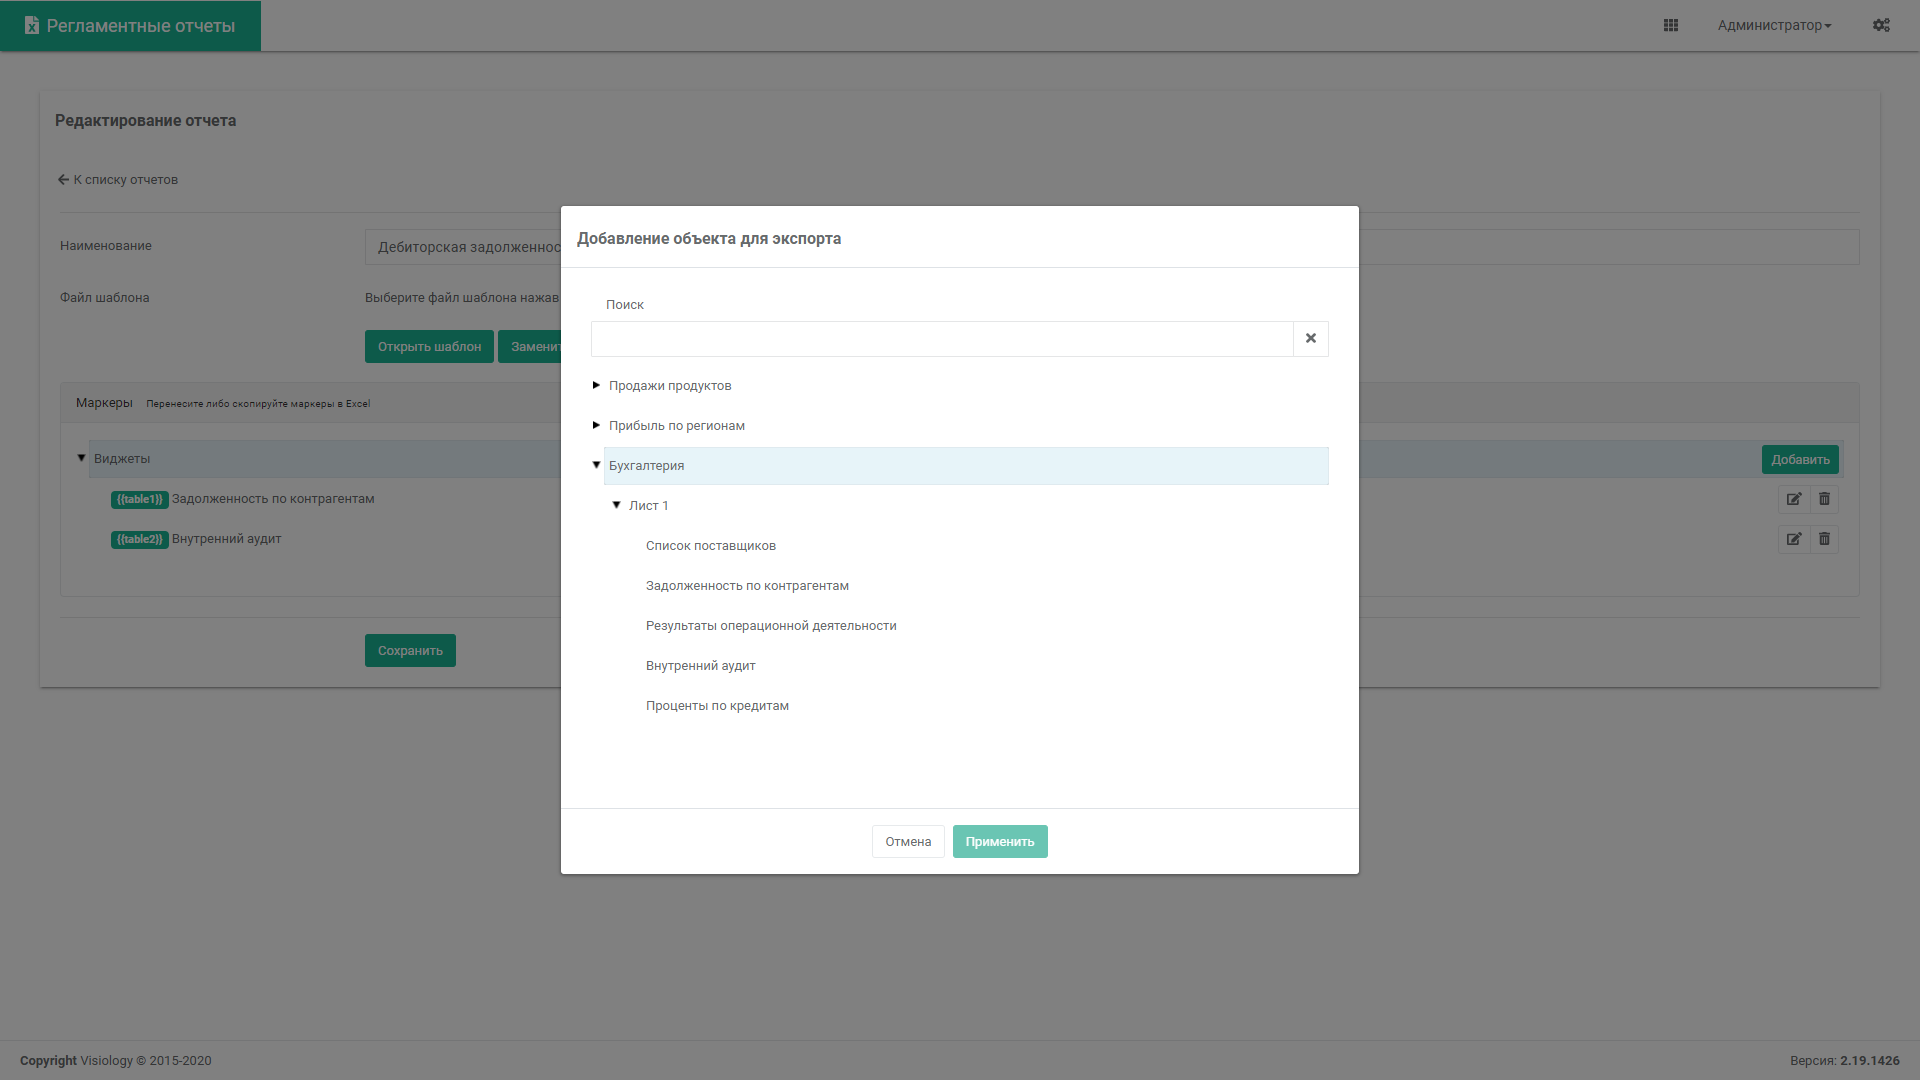 Регламентные отчеты
Администратор
Редактирование отчета
К списку отчетов
Наименование
Дебиторская
Файл шаблона
Выберите файл шаблона
Открыть шаблон
Маркеры Перенесите либо скопируйте маркеры в Excel
Виджеты
Добавить
{{table1}} Задолженность по контрагентам
{{table2}} Внутренний аудит
Сохранить
Добавление объекта для экспорта
Поиск
Продажи продуктов
Прибыль по регионам
Бухгалтерия
Лист 1
Список поставщиков
Задолженность по контрагентам
Результаты операционной деятельности
Внутренний аудит
Проценты по кредитам
Отмена
Применить
Copyright Visiology © 2015-2020
Версия: 2.19.1426